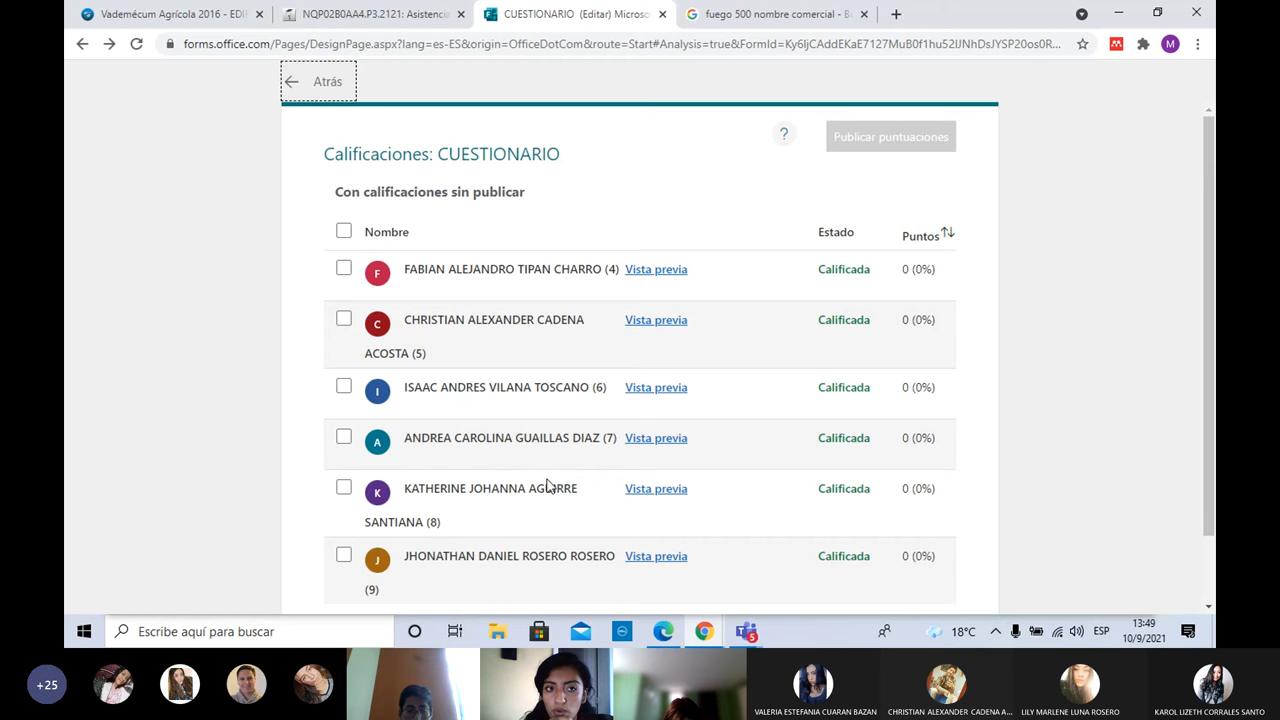 Vademécum Agrícola 2016 - EDI
NQP02B0AA4.P3.2121: Asistencia
CUESTIONARIO (Editar) Microso
fuego 500 nombre comercial - B
M
forms.office.com/Pages/DesignPage.aspx?lang=es-ES&origin=OfficeDotCom&route=Start#Analysis=true&FormId=Ky6IjCAddEKaE7127MuB0f1hu52IJNhDsJYSP20os0R...
Atrás
?
Publicar puntuaciones
Calificaciones: CUESTIONARIO
Con calificaciones sin publicar
Nombre Estado Puntos
F FABIAN ALEJANDRO TIPAN CHARRO (4) Vista previa Calificada 0 (0%)
C CHRISTIAN ALEXANDER CADENA Vista previa Calificada 0 (0%)
ACOSTA (5)
I ISAAC ANDRES VILANA TOSCANO (6) Vista previa Calificada 0 (0%)
A ANDREA CAROLINA GUAILLAS DIAZ (7) Vista previa Calificada 0 (0%)
K KATHERINE JOHANNA AGUIRRE Vista previa Calificada 0 (0%)
SANTIANA (8)
J JHONATHAN DANIEL ROSERO ROSERO Vista previa Calificada 0 (0%)
(9)
Escribe aquí para buscar
5
18°C
ESP
13:49
10/9/2021
+25
VALERIA ESTEFANIA CUARAN BAZAN
CHRISTIAN ALEXANDER CADENA A...
LILY MARLENE LUNA ROSERO
KAROL LIZETH CORRALES SANTO